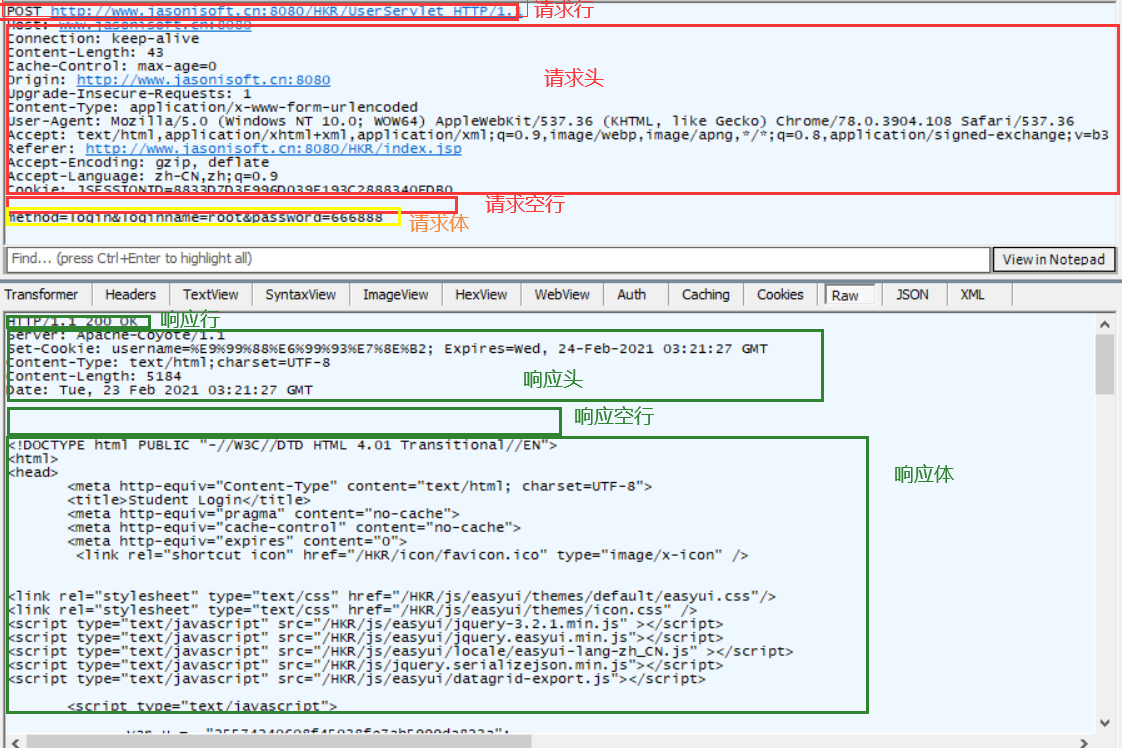 POST http://www.jasonisoft.cn:8080/HKR/UserServlet HTTP/1.1 请求行
Host: www.jasonisoft.cn:8080
Connection: keep-alive
Content-Length: 43
Cache-Control: max-age=0
Origin: http://www.jasonisoft.cn:8080 请求头
Upgrade-Insecure-Requests: 1
Content-Type: application/x-www-form-urlencoded
User-Agent: Mozilla/5.0 (Windows NT 10.0; WOW64) AppleWebKit/537.36 (KHTML, like Gecko) Chrome/78.0.3904.108 Safari/537.36
Accept: text/html,application/xhtml+xml,application/xml;q=0.9,image/webp,image/apng,*/*;q=0.8,application/signed-exchange;v=b3
Referer: http://www.jasonisoft.cn:8080/HKR/index.jsp
Accept-Encoding: gzip, deflate
Accept-Language: zh-CN,zh;q=0.9
Cookie:
请求空行
method=login&loginname=root&password=666888 请求体
Find... (press Ctrl+Enter to highlight all) View in Notepad
Transformer Headers TextView SyntaxView ImageView HexView WebView Auth Caching Cookies Raw JSON XML
HTTP/1.1 200 OK 响应行
Server: Apache-Coyote/1.1
Set-Cookie: username=%E9%99%88%E6%99%93%E7%8E%B2; Expires=Wed, 24-Feb-2021 03:21:27 GMT
Content-Type: text/html;charset=UTF-8
Content-Length: 5184 响应头
Date: Tue, 23 Feb 2021 03:21:27 GMT
响应空行
<!DOCTYPE html PUBLIC "-//W3C//DTD HTML 4.01 Transitional//EN">
<html>
<head> 响应体
<meta http-equiv="Content-Type" content="text/html; charset=UTF-8">
<title>Student Login</title>
<meta http-equiv="pragma" content="no-cache">
<meta http-equiv="cache-control" content="no-cache">
<meta http-equiv="expires" content="0">
<link rel="shortcut icon" href="/HKR/icon/favicon.ico" type="image/x-icon" />
<link rel="stylesheet" type="text/css" href="/HKR/js/easyui/themes/default/easyui.css"/>
<link rel="stylesheet" type="text/css" href="/HKR/js/easyui/themes/icon.css" />
<script type="text/javascript" src="/HKR/js/easyui/jquery-3.2.1.min.js" ></script>
<script type="text/javascript" src="/HKR/js/easyui/jquery.easyui.min.js"></script>
<script type="text/javascript" src="/HKR/js/easyui/locale/easyui-lang-zh_CN.js" ></script>
<script type="text/javascript" src="/HKR/js/jquery.serializejson.min.js"></script>
<script type="text/javascript" src="/HKR/js/easyui/datagrid-export.js"></script>
<script type="text/javascript">